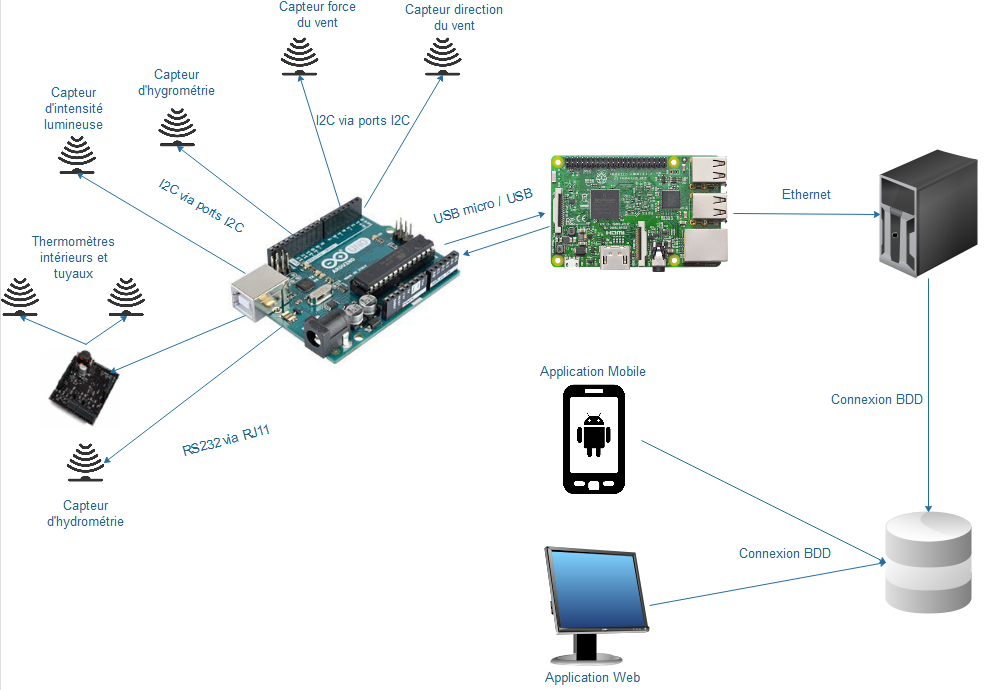 Capteur force
du vent
Capteur direction
du vent
Capteur
d'hygrométrie
Capteur
d'intensité
lumineuse
I2C via ports I2C
I2C via ports I2C
USB micro / USB
Ethernet
Thermomètres
intérieurs et
tuyaux
ARDUINO
HDMI
RS232 via RJ11
Capteur
d'hydrométrie
Application Mobile
Connexion BDD
Connexion BDD
Application Web